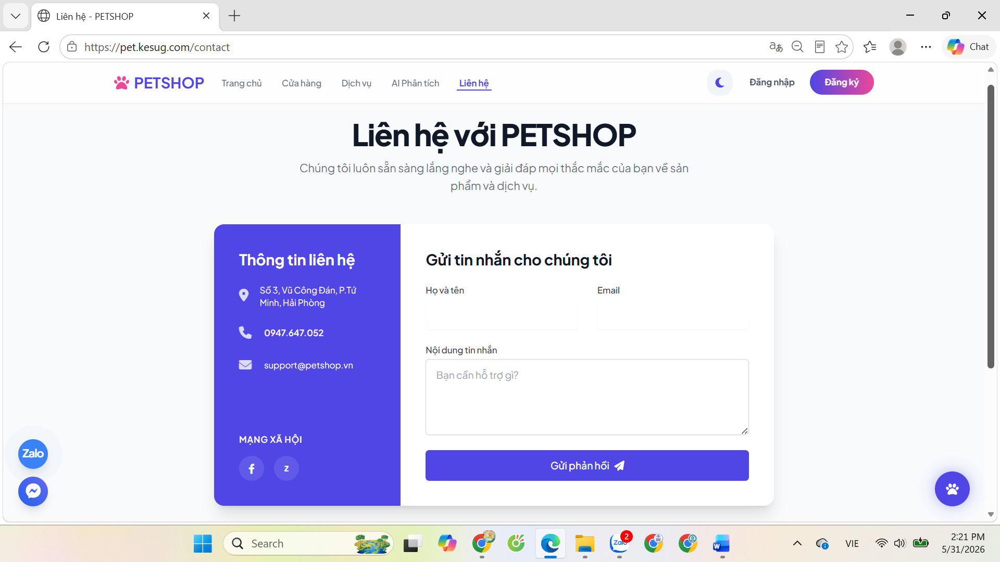 Liên hệ - PETSHOP
https://pet.kesug.com/contact
Chat
PETSHOP
Trang chủ
Cửa hàng
Dịch vụ
AI Phân tích
Liên hệ
Đăng nhập
Đăng ký
Liên hệ với PETSHOP
Chúng tôi luôn sẵn sàng lắng nghe và giải đáp mọi thắc mắc của bạn về sản
phẩm và dịch vụ.
Thông tin liên hệ
Số 3, Vũ Công Đán, P.Tứ
Minh, Hải Phòng
0947.647.052
support@petshop.vn
MẠNG XÃ HỘI
z
Gửi tin nhắn cho chúng tôi
Họ và tên
Email
Nội dung tin nhắn
Bạn cần hỗ trợ gì?
Gửi phản hồi
Zalo
Search
Zalo
2
W
VIE
2:21 PM
5/31/2026